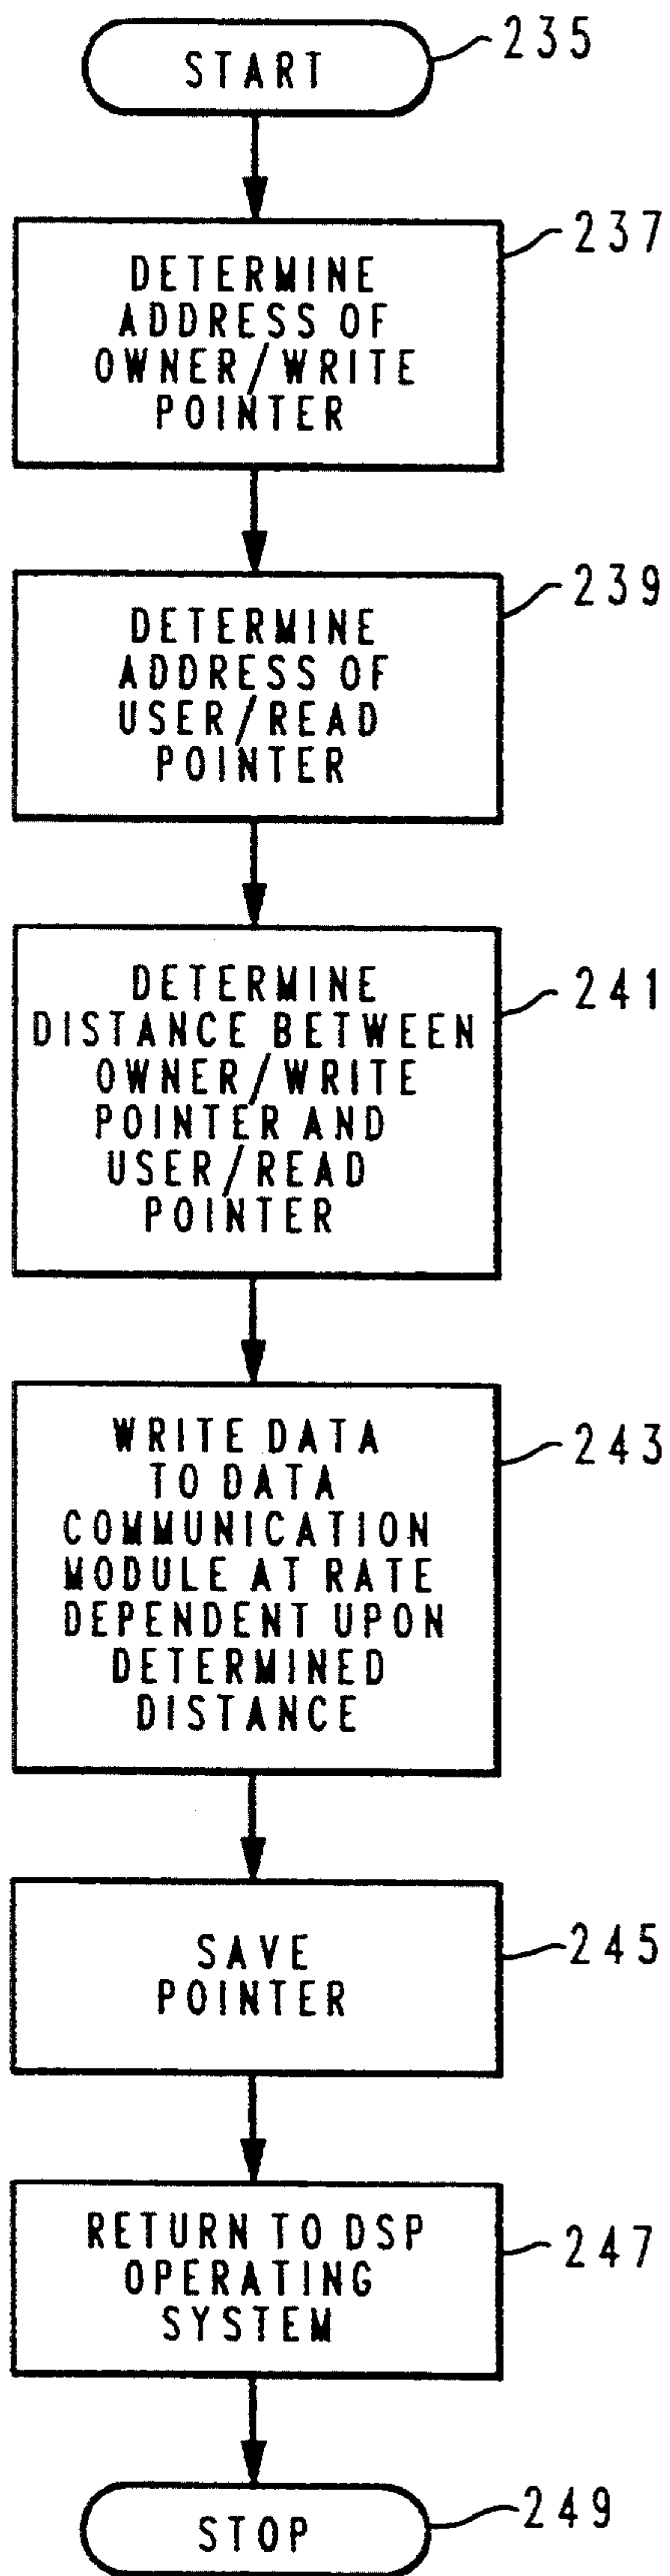 START
235
DETERMINE
ADDRESS OF
OWNER/WRITE
POINTER
237
DETERMINE
ADDRESS OF
USER/READ
POINTER
239
DETERMINE
DISTANCE BETWEEN
OWNER/WRITE
POINTER AND
USER/READ
POINTER
241
WRITE DATA
TO DATA
COMMUNICATION
MODULE AT RATE
DEPENDENT UPON
DETERMINED
DISTANCE
243
SAVE
POINTER
245
RETURN TO DSP
OPERATING
SYSTEM
247
STOP
249